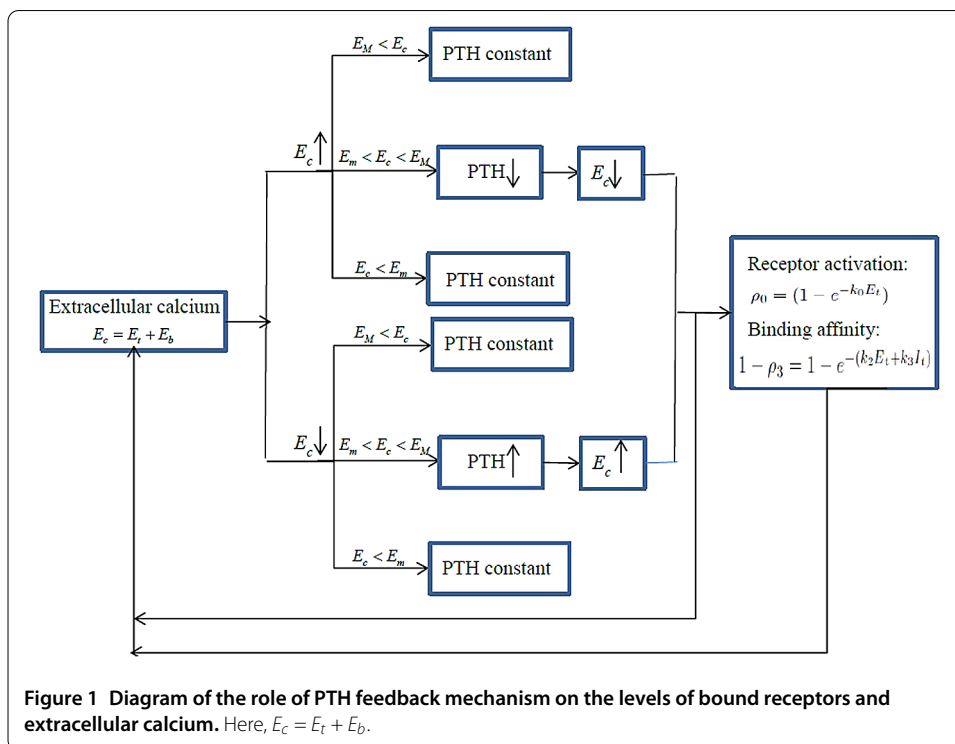 E_M < E_c
PTH constant
E_c ↑
E_m < E_c < E_M
PTH ↓
E_c ↓
E_c < E_m
PTH constant
Extracellular calcium
E_c = E_t + E_b
E_M < E_c
PTH constant
E_c ↓
E_m < E_c < E_M
PTH ↑
E_c ↑
E_c < E_m
PTH constant
Receptor activation:
ρ_0 = (1 − e^{−k_0 E_t})
Binding affinity:
1 − ρ_3 = 1 − e^{−(k_2 E_t + k_3 I_t)}
Figure 1 Diagram of the role of PTH feedback mechanism on the levels of bound receptors and
extracellular calcium. Here, E_c = E_t + E_b.